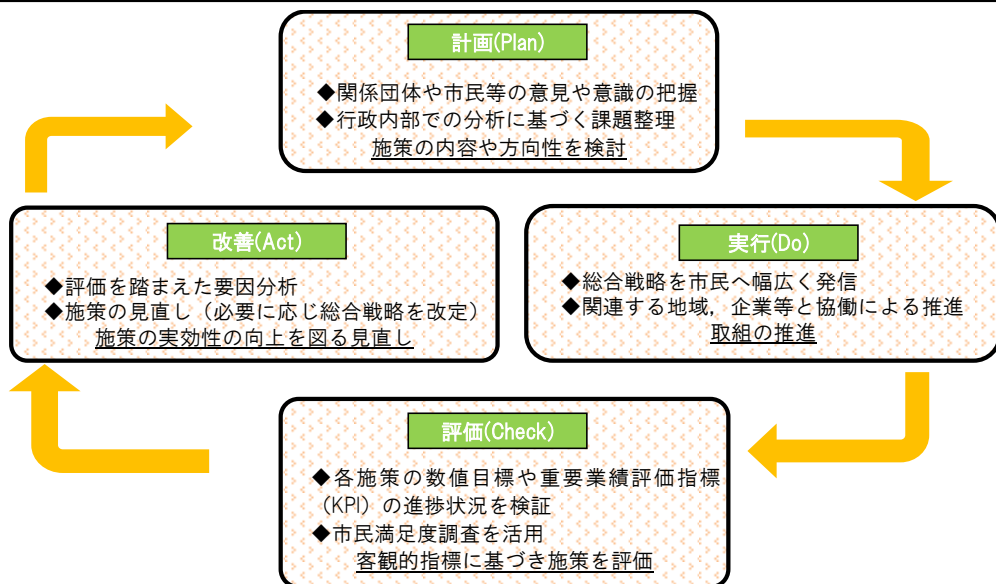 計画(Plan)
◆関係団体や市民等の意見や意識の把握
◆行政内部での分析に基づく課題整理
施策の内容や方向性を検討
改善(Act)
◆評価を踏まえた要因分析
◆施策の見直し（必要に応じ総合戦略を改定）
施策の実効性の向上を図る見直し
実行(Do)
◆総合戦略を市民へ幅広く発信
◆関連する地域，企業等と協働による推進
取組の推進
評価(Check)
◆各施策の数値目標や重要業績評価指標
（KPI）の進捗状況を検証
◆市民満足度調査を活用
客観的指標に基づき施策を評価